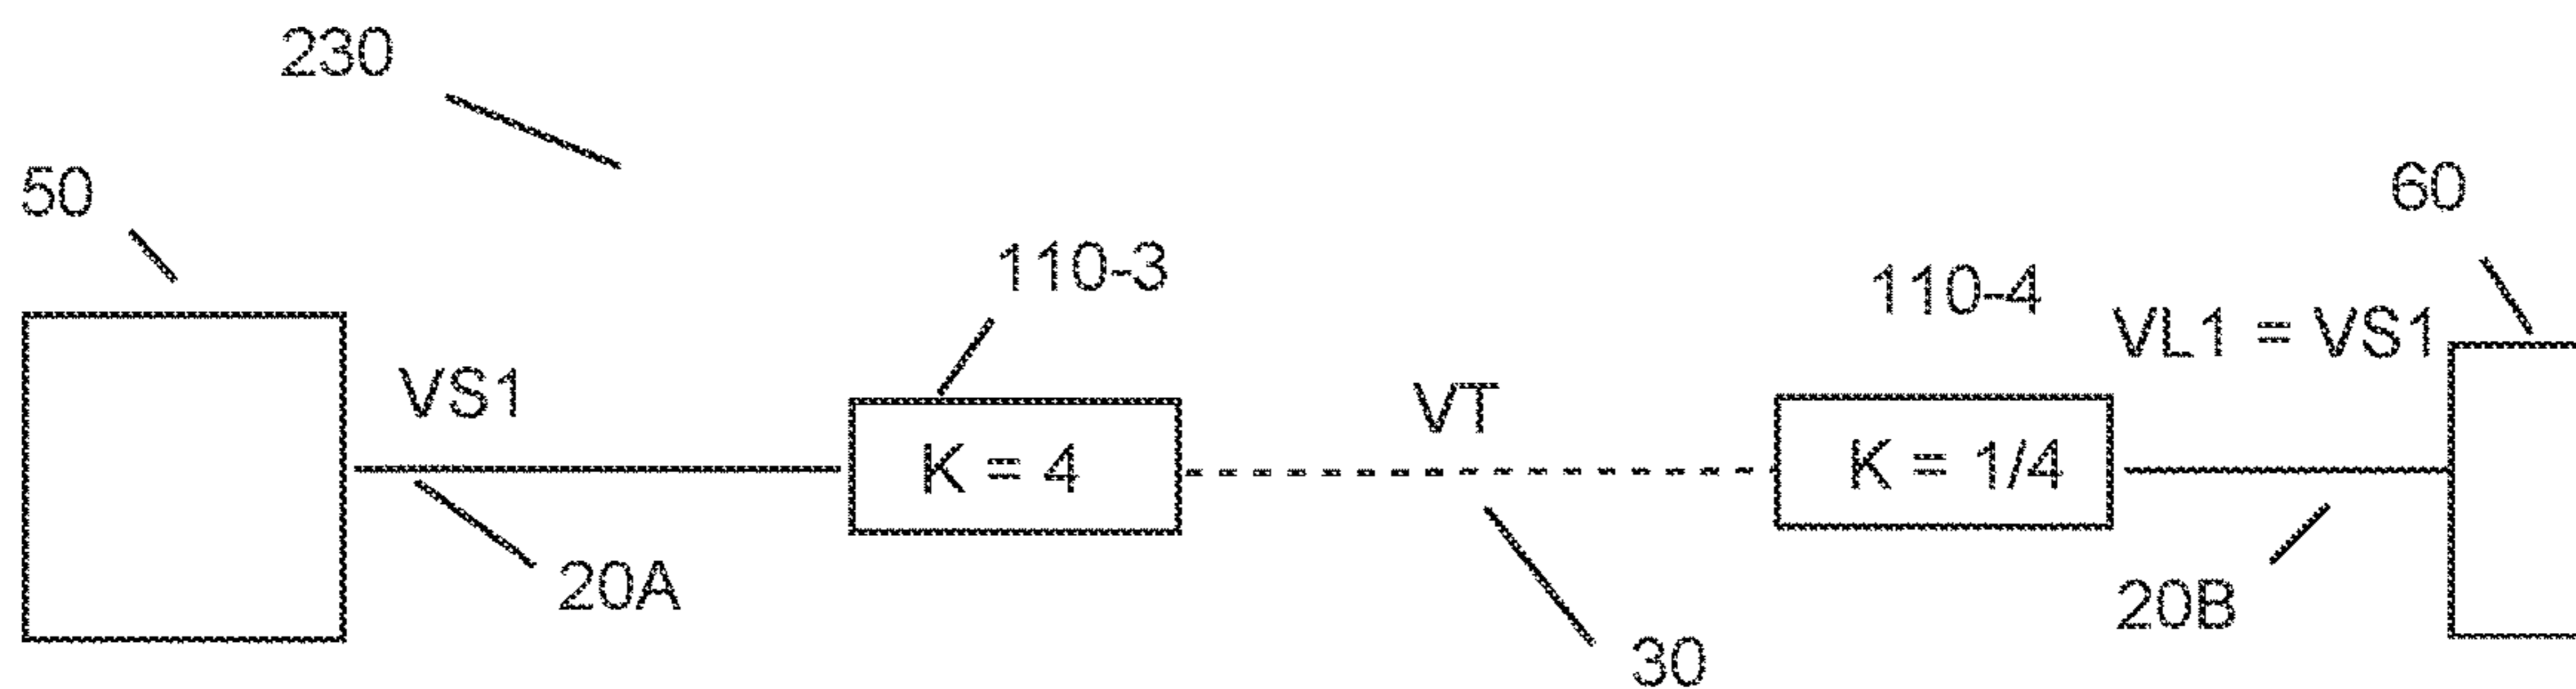 230
50
60
110-3
110-4
VL1 = VS1
VS1
VT
K = 4
K = 1/4
20A
20B
30